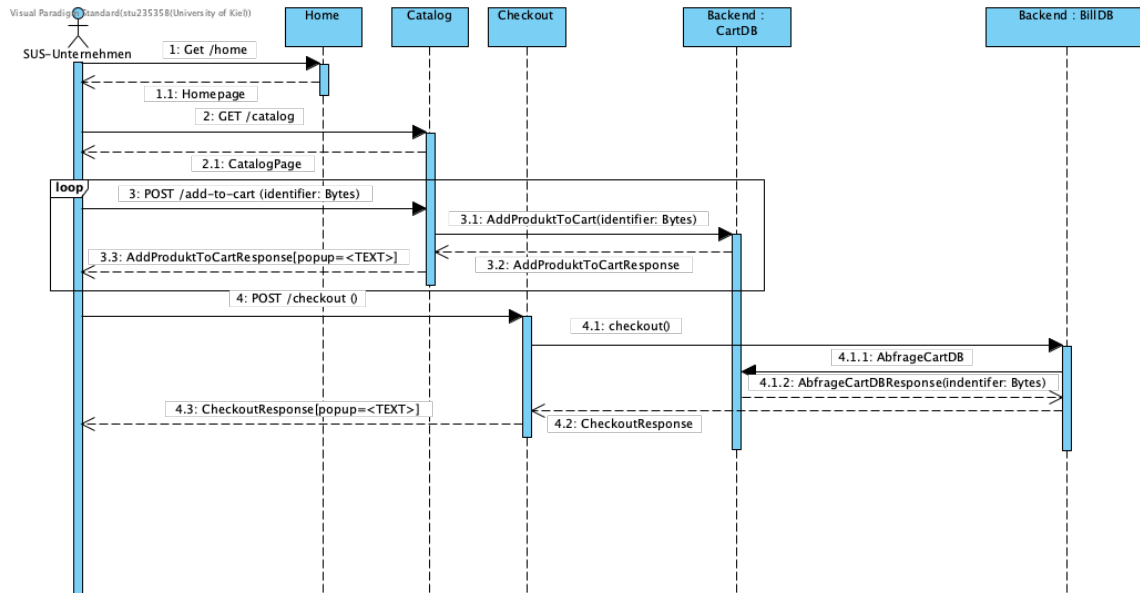 Visual Paradigm Standard(stu235358(University of Kiel))
SUS-Unternehmen
Home
Catalog
Checkout
Backend :
CartDB
Backend : BillDB
1: Get /home
1.1: Homepage
2: GET /catalog
2.1: CatalogPage
loop
3: POST /add-to-cart (identifier: Bytes)
3.1: AddProduktToCart(identifier: Bytes)
3.2: AddProduktToCartResponse
3.3: AddProduktToCartResponse[popup=<TEXT>]
4: POST /checkout ()
4.1: checkout()
4.1.1: AbfrageCartDB
4.1.2: AbfrageCartDBResponse(indentifer: Bytes)
4.3: CheckoutResponse[popup=<TEXT>]
4.2: CheckoutResponse